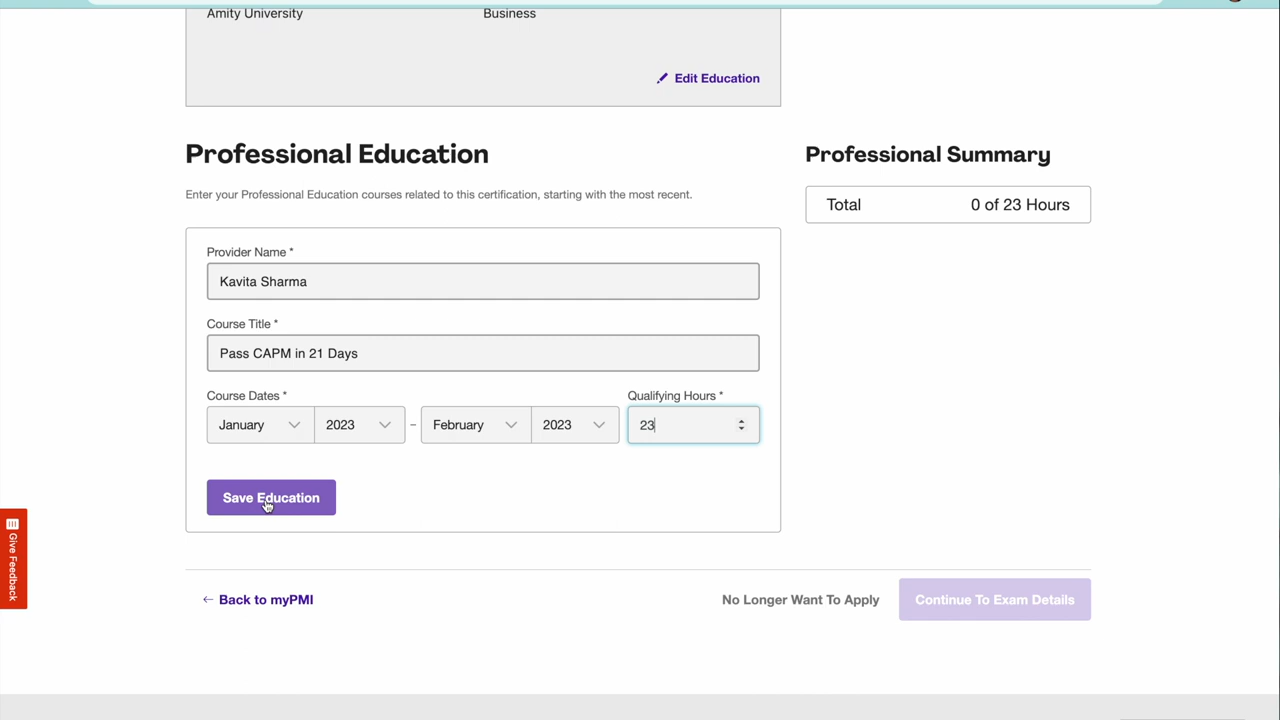 Amity University Business
Edit Education
Professional Education
Professional Summary
Enter your Professional Education courses related to this certification, starting with the most recent.
Total 0 of 23 Hours
Provider Name *
Kavita Sharma
Course Title *
Pass CAPM in 21 Days
Course Dates * Qualifying Hours *
January 2023 – February 2023 23
Save Education
Give Feedback
← Back to myPMI No Longer Want To Apply Continue To Exam Details